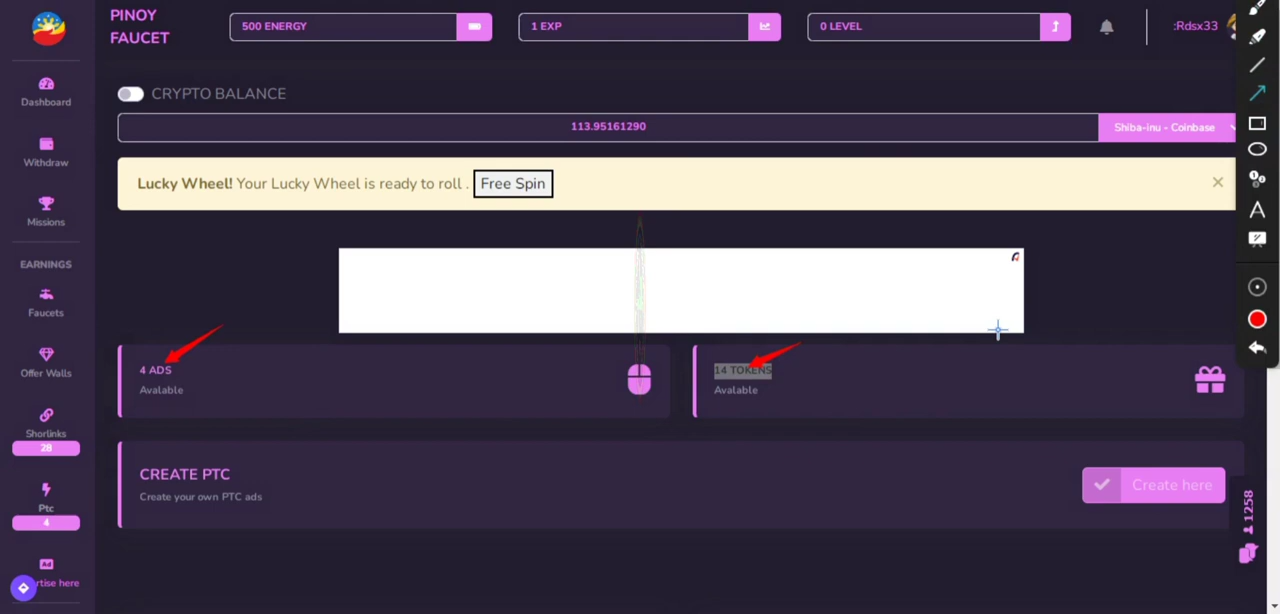 PINOY
FAUCET
500 ENERGY
1 EXP
0 LEVEL
:Rdsx33
Dashboard
Withdraw
Missions
EARNINGS
Faucets
Offer Walls
Shorlinks
28
Ptc
4
rtise here
CRYPTO BALANCE
113.95161290
Shiba-inu - Coinbase
Lucky Wheel! Your Lucky Wheel is ready to roll . Free Spin
×
4 ADS
Avalable
14 TOKENS
Avalable
CREATE PTC
Create your own PTC ads
Create here
1258
A
Ad